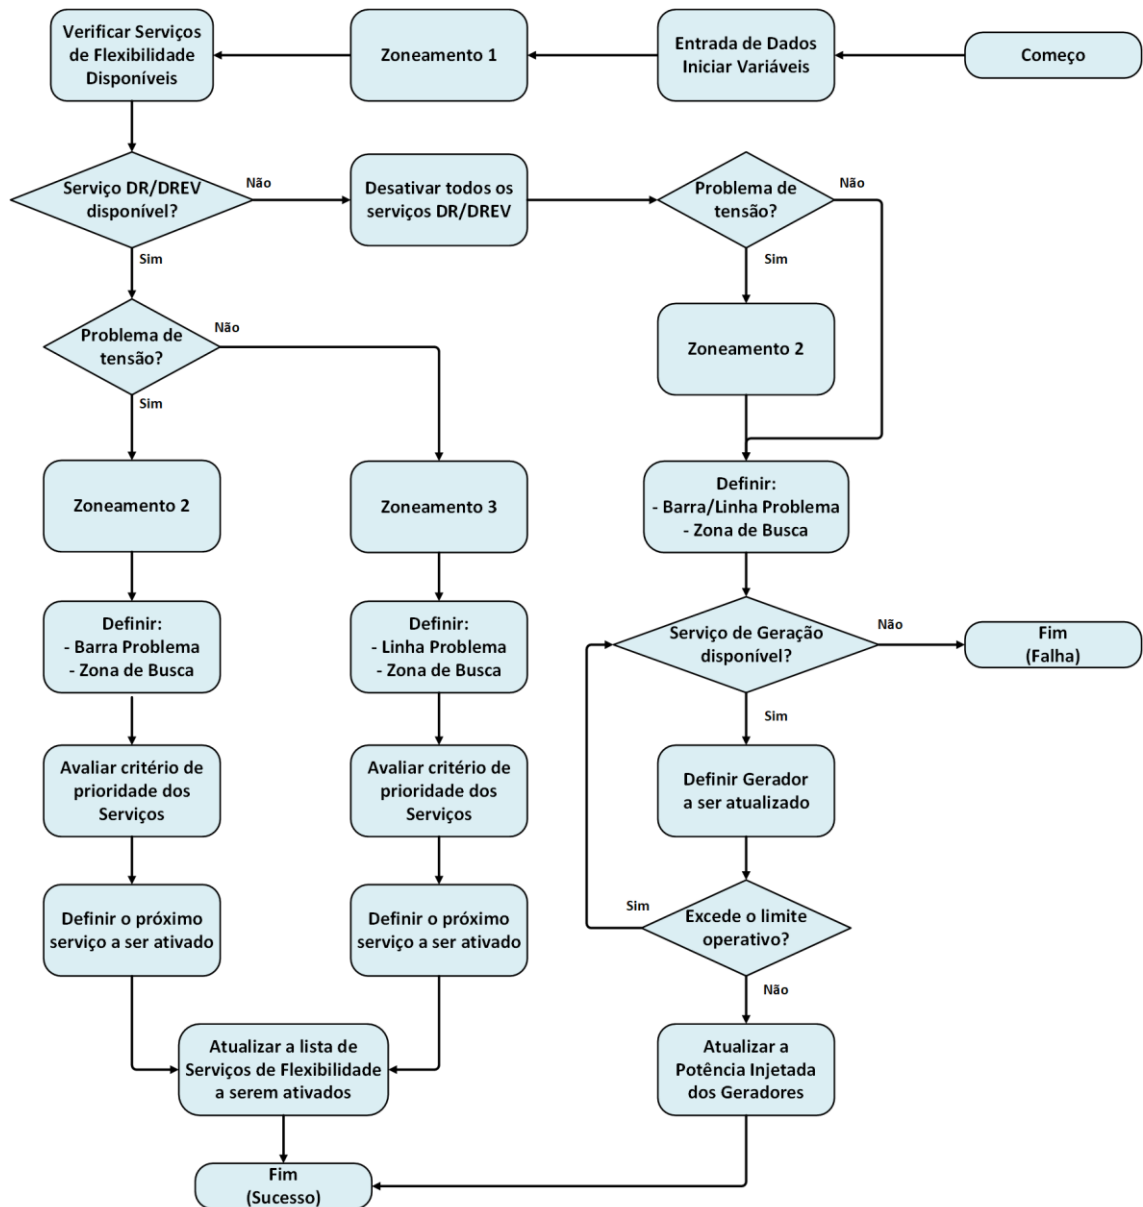 Verificar Serviços
de Flexibilidade
Disponíveis
Zoneamento 1
Entrada de Dados
Iniciar Variáveis
Começo
Serviço DR/DREV
disponível?
Não
Sim
Desativar todos os
serviços DR/DREV
Problema de
tensão?
Não
Sim
Problema de
tensão?
Não
Sim
Zoneamento 2
Zoneamento 2
Zoneamento 3
Definir:
- Barra/Linha Problema
- Zona de Busca
Definir:
- Barra Problema
- Zona de Busca
Definir:
- Linha Problema
- Zona de Busca
Serviço de Geração
disponível?
Não
Sim
Fim
(Falha)
Avaliar critério de
prioridade dos
Serviços
Avaliar critério de
prioridade dos
Serviços
Definir Gerador
a ser atualizado
Definir o próximo
serviço a ser ativado
Definir o próximo
serviço a ser ativado
Sim
Excede o limite
operativo?
Não
Atualizar a lista de
Serviços de Flexibilidade
a serem ativados
Atualizar a
Potência Injetada
dos Geradores
Fim
(Sucesso)